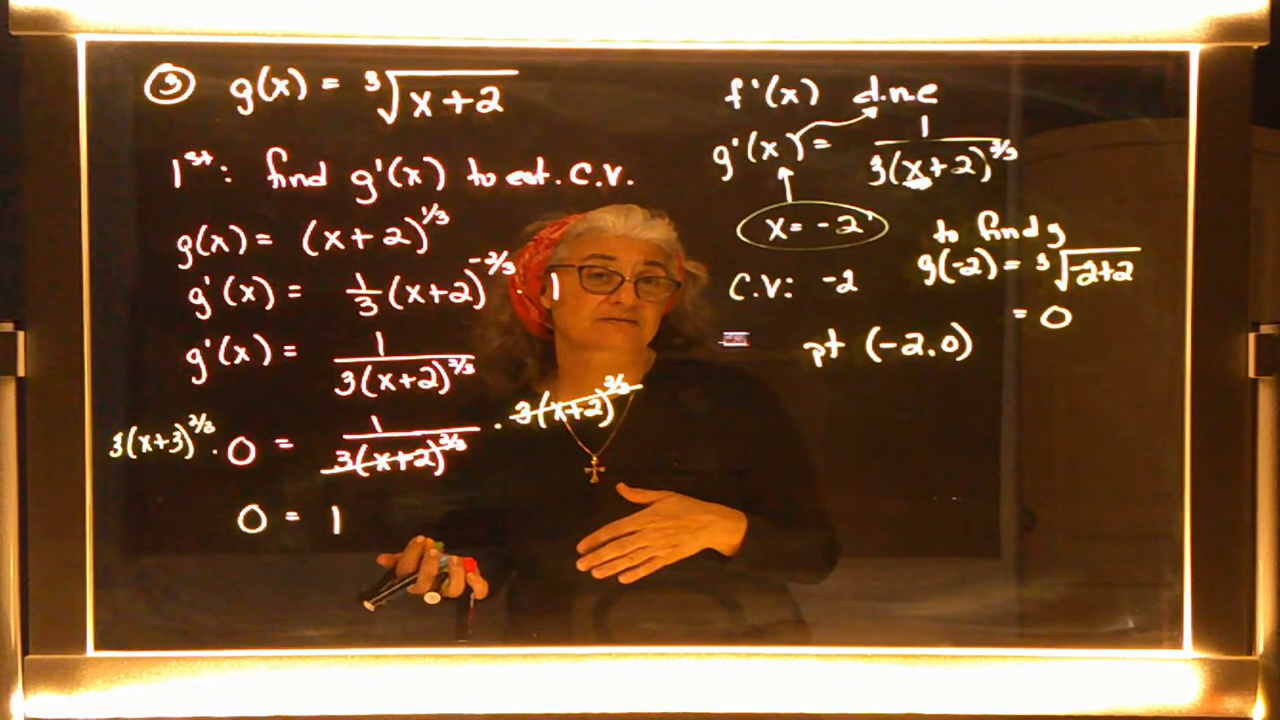 ③ g(x) = ∛(x+2)
1st: find g'(x) to est. C.V.
g(x) = (x+2)^1/3
g'(x) = 1/3 (x+2)^-2/3 · 1
g'(x) = 1/3(x+2)^2/3
3(x+3)^2/3 · 0 = 1/3(x+2)^2/3 · 3(x+2)^2/3
0 = 1
f'(x) d.n.e
g'(x) = 1/3(x+2)^2/3
x = -2
C.V: -2
to find y
g(-2) = ∛(-2+2)
= 0
pt (-2,0)